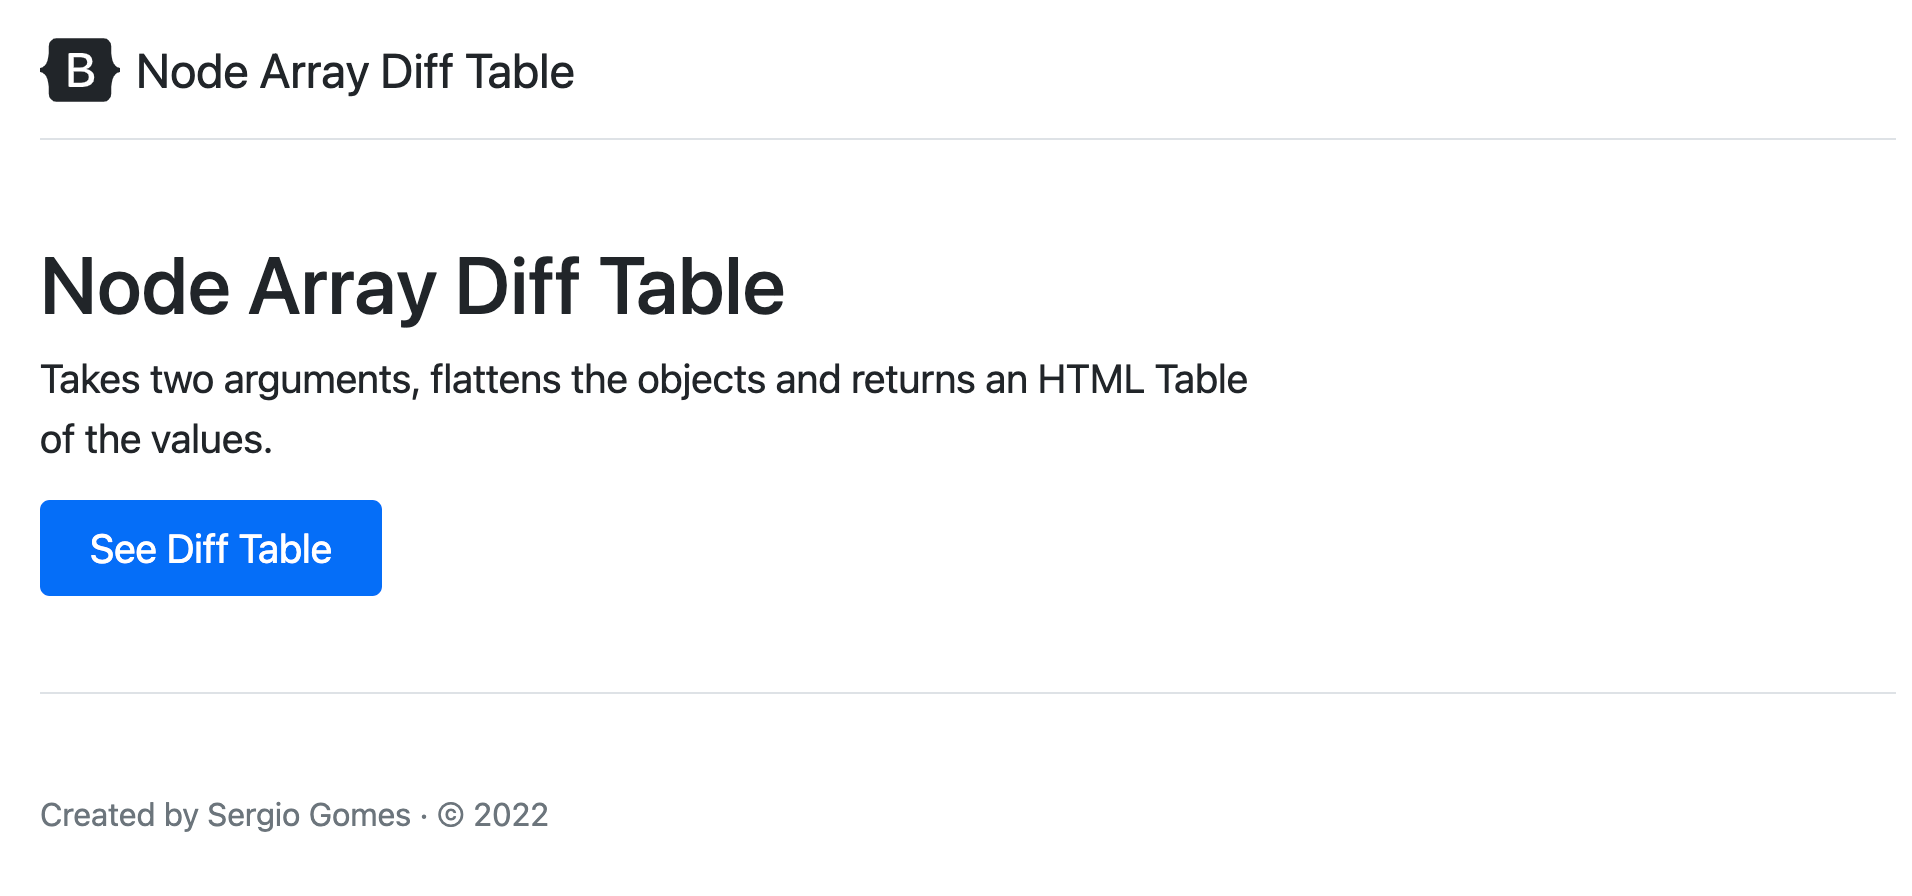 B Node Array Diff Table
Node Array Diff Table
Takes two arguments, flattens the objects and returns an HTML Table
of the values.
See Diff Table
Created by Sergio Gomes · © 2022